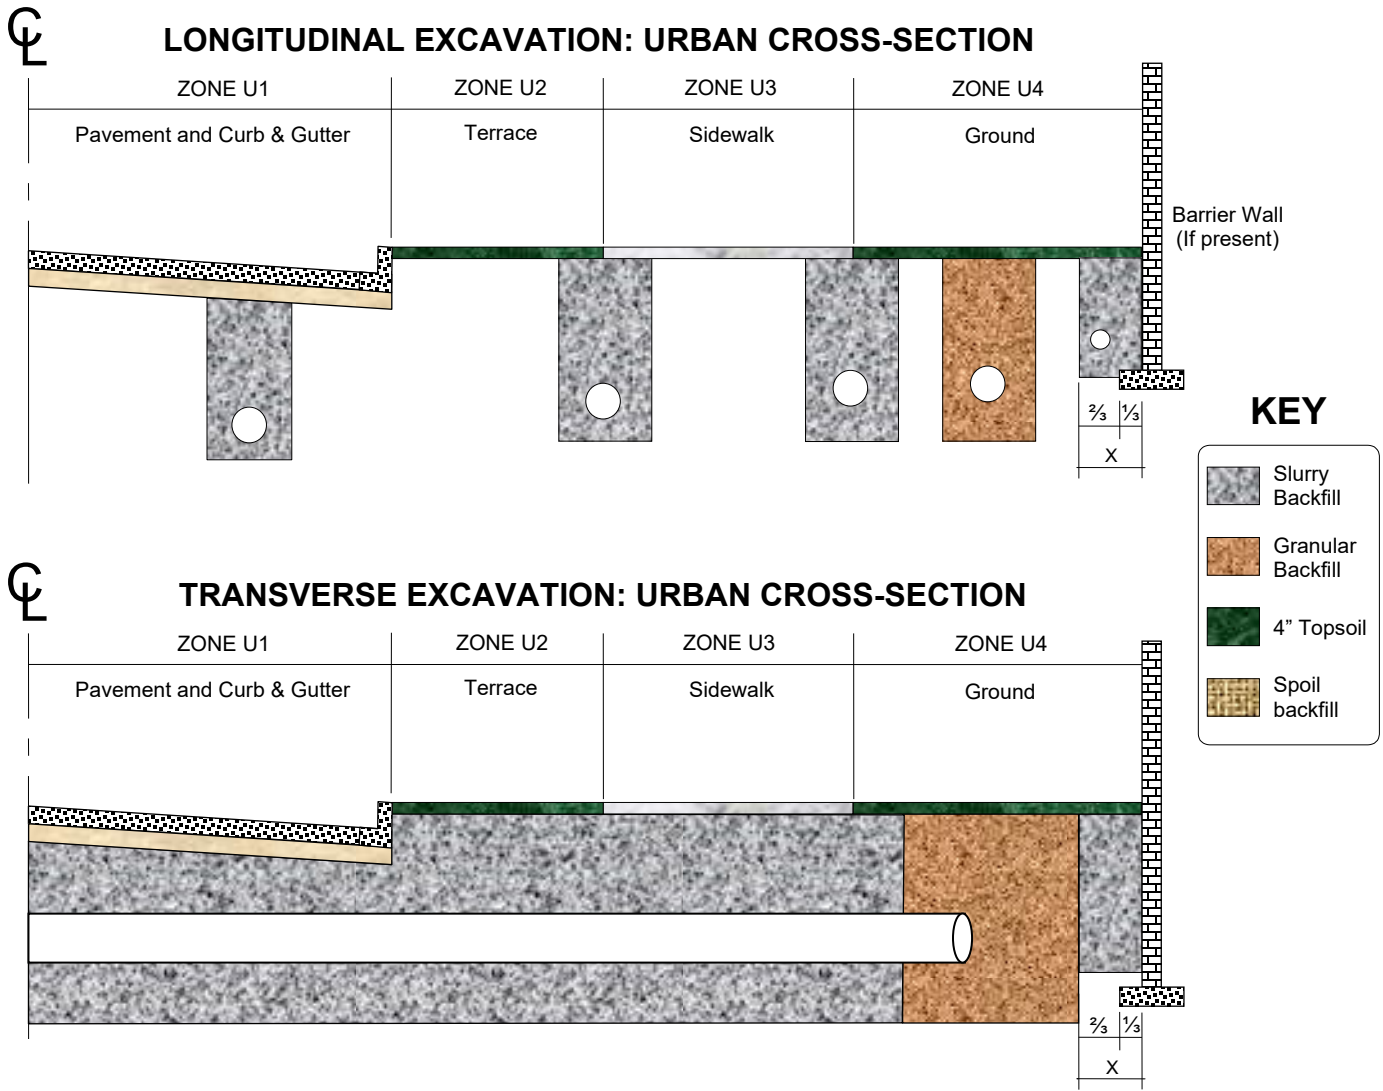 ℄
LONGITUDINAL EXCAVATION: URBAN CROSS-SECTION
ZONE U1
ZONE U2
ZONE U3
ZONE U4
Pavement and Curb & Gutter
Terrace
Sidewalk
Ground
Barrier Wall
(If present)
⅔
⅓
X
KEY
Slurry
Backfill
Granular
Backfill
4” Topsoil
Spoil
backfill
℄
TRANSVERSE EXCAVATION: URBAN CROSS-SECTION
ZONE U1
ZONE U2
ZONE U3
ZONE U4
Pavement and Curb & Gutter
Terrace
Sidewalk
Ground
⅔
⅓
X